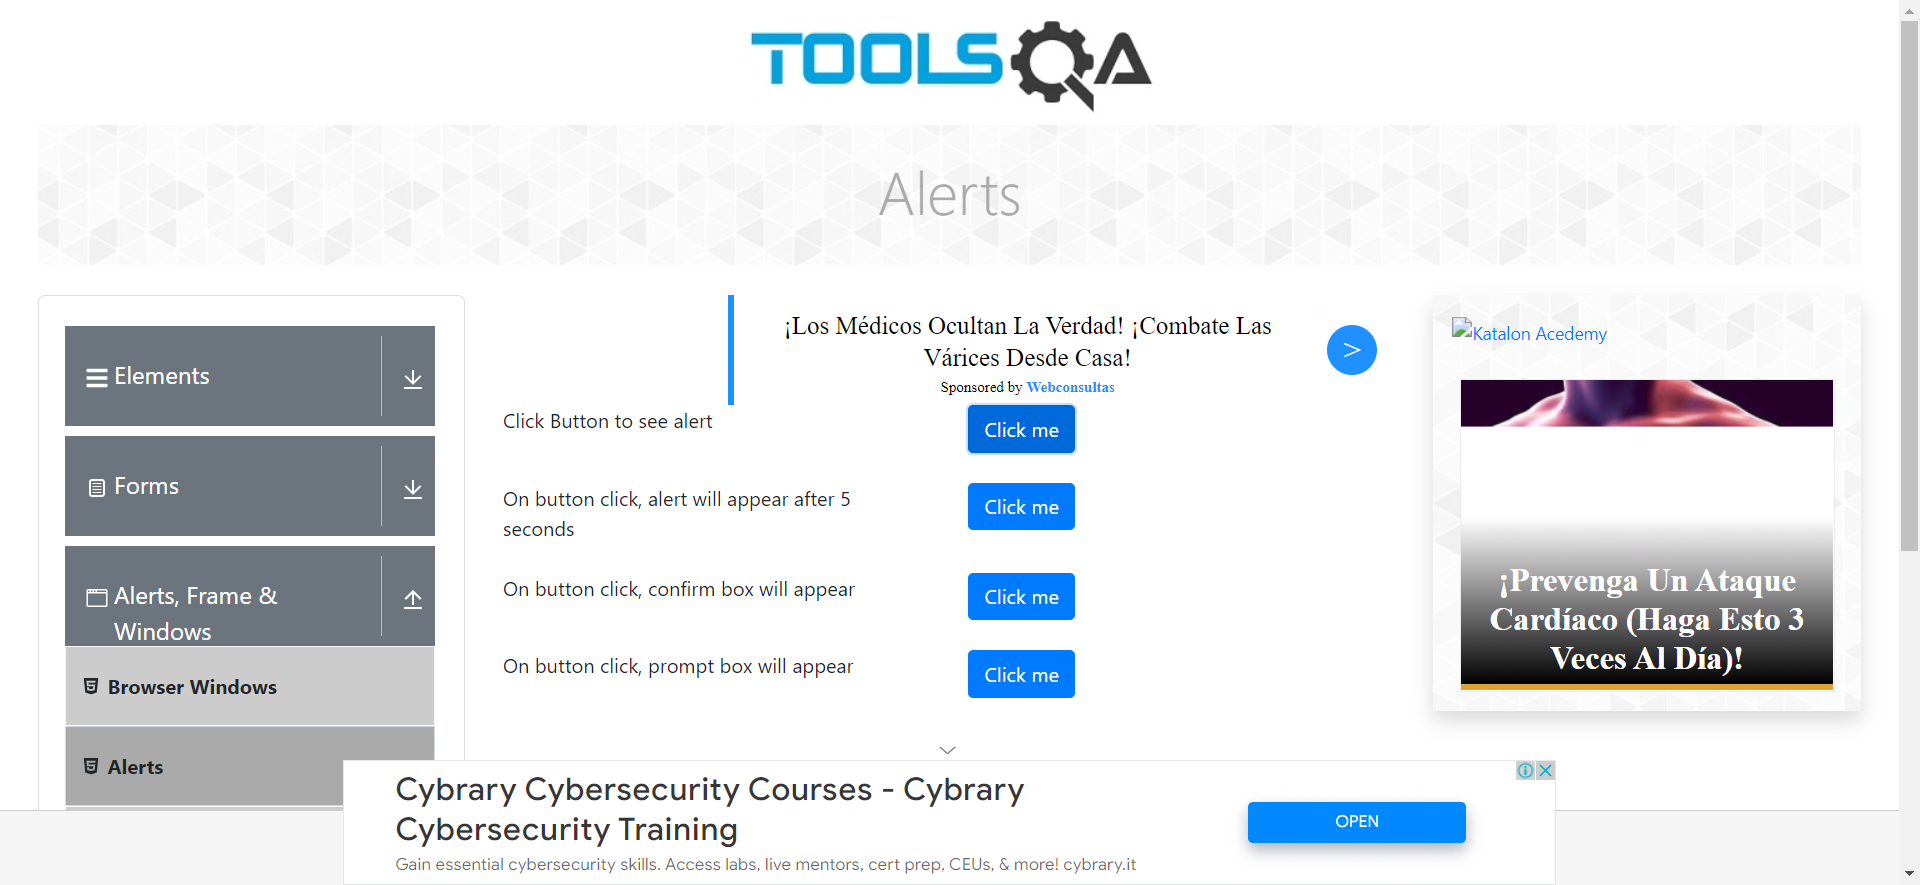 TOOLSQA
Alerts
Elements
Forms
Alerts, Frame &
Windows
Browser Windows
Alerts
¡Los Médicos Ocultan La Verdad! ¡Combate Las
Várices Desde Casa!
Sponsored by Webconsultas
>
Click Button to see alert
Click me
On button click, alert will appear after 5
seconds
Click me
On button click, confirm box will appear
Click me
On button click, prompt box will appear
Click me
Katalon Acedemy
¡Prevenga Un Ataque
Cardíaco (Haga Esto 3
Veces Al Día)!
Cybrary Cybersecurity Courses - Cybrary
Cybersecurity Training
Gain essential cybersecurity skills. Access labs, live mentors, cert prep, CEUs, & more! cybrary.it
OPEN